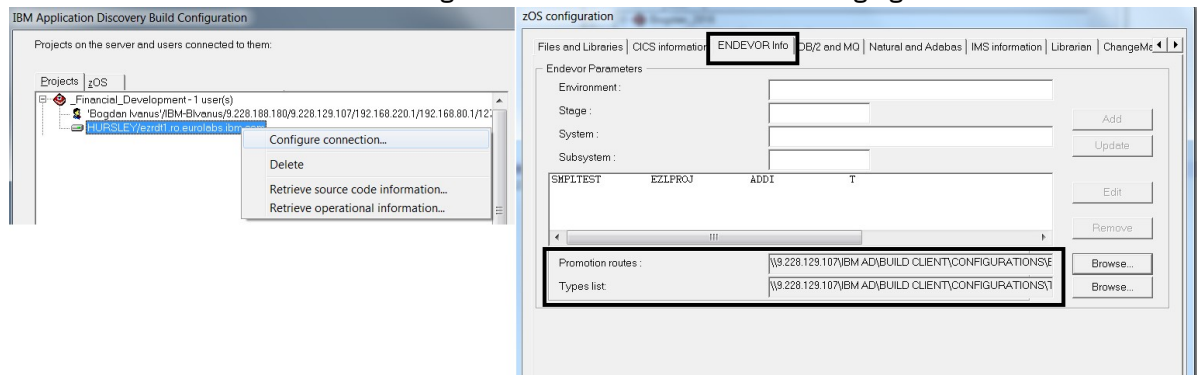 IBM Application Discovery Build Configuration
Projects on the server and users connected to them:
Projects
zOS
_Financial_Development - 1 user(s)
'Bogdan Ivanus'/IBM-BIvanus/9.228.188.180/9.228.129.107/192.168.220.1/192.168.80.1/12
HURSLEY/ezrdt1.ro.eurolabs.ibm.com
Configure connection...
Delete
Retrieve source code information...
Retrieve operational information...
zOS configuration
Files and Libraries
CICS information
ENDEVOR Info
DB/2 and MQ
Natural and Adabas
IMS information
Librarian
ChangeMa
Endevor Parameters
Environment:
Stage :
System :
Subsystem :
Add
Update
SMPLTEST EZLPROJ ADDI T
Edit
Remove
Promotion routes : \\9.228.129.107\IBM AD\BUILD CLIENT\CONFIGURATIONS\E Browse...
Types list: \\9.228.129.107\IBM AD\BUILD CLIENT\CONFIGURATIONS\T Browse...